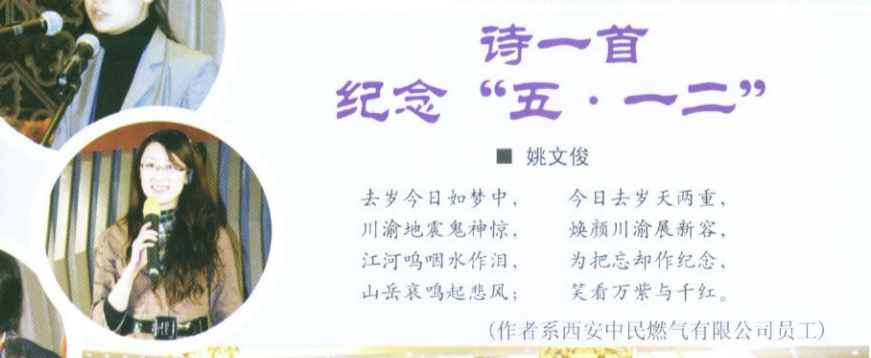 诗一首
纪念“五·一二”
■ 姚文俊
去岁今日如梦中，
川渝地震鬼神惊，
江河呜咽水作泪，
山岳哀鸣起悲风；
今日去岁天两重，
焕颜川渝展新容，
为把忘却作纪念，
笑看万紫与千红。
（作者系西安中民燃气有限公司员工）